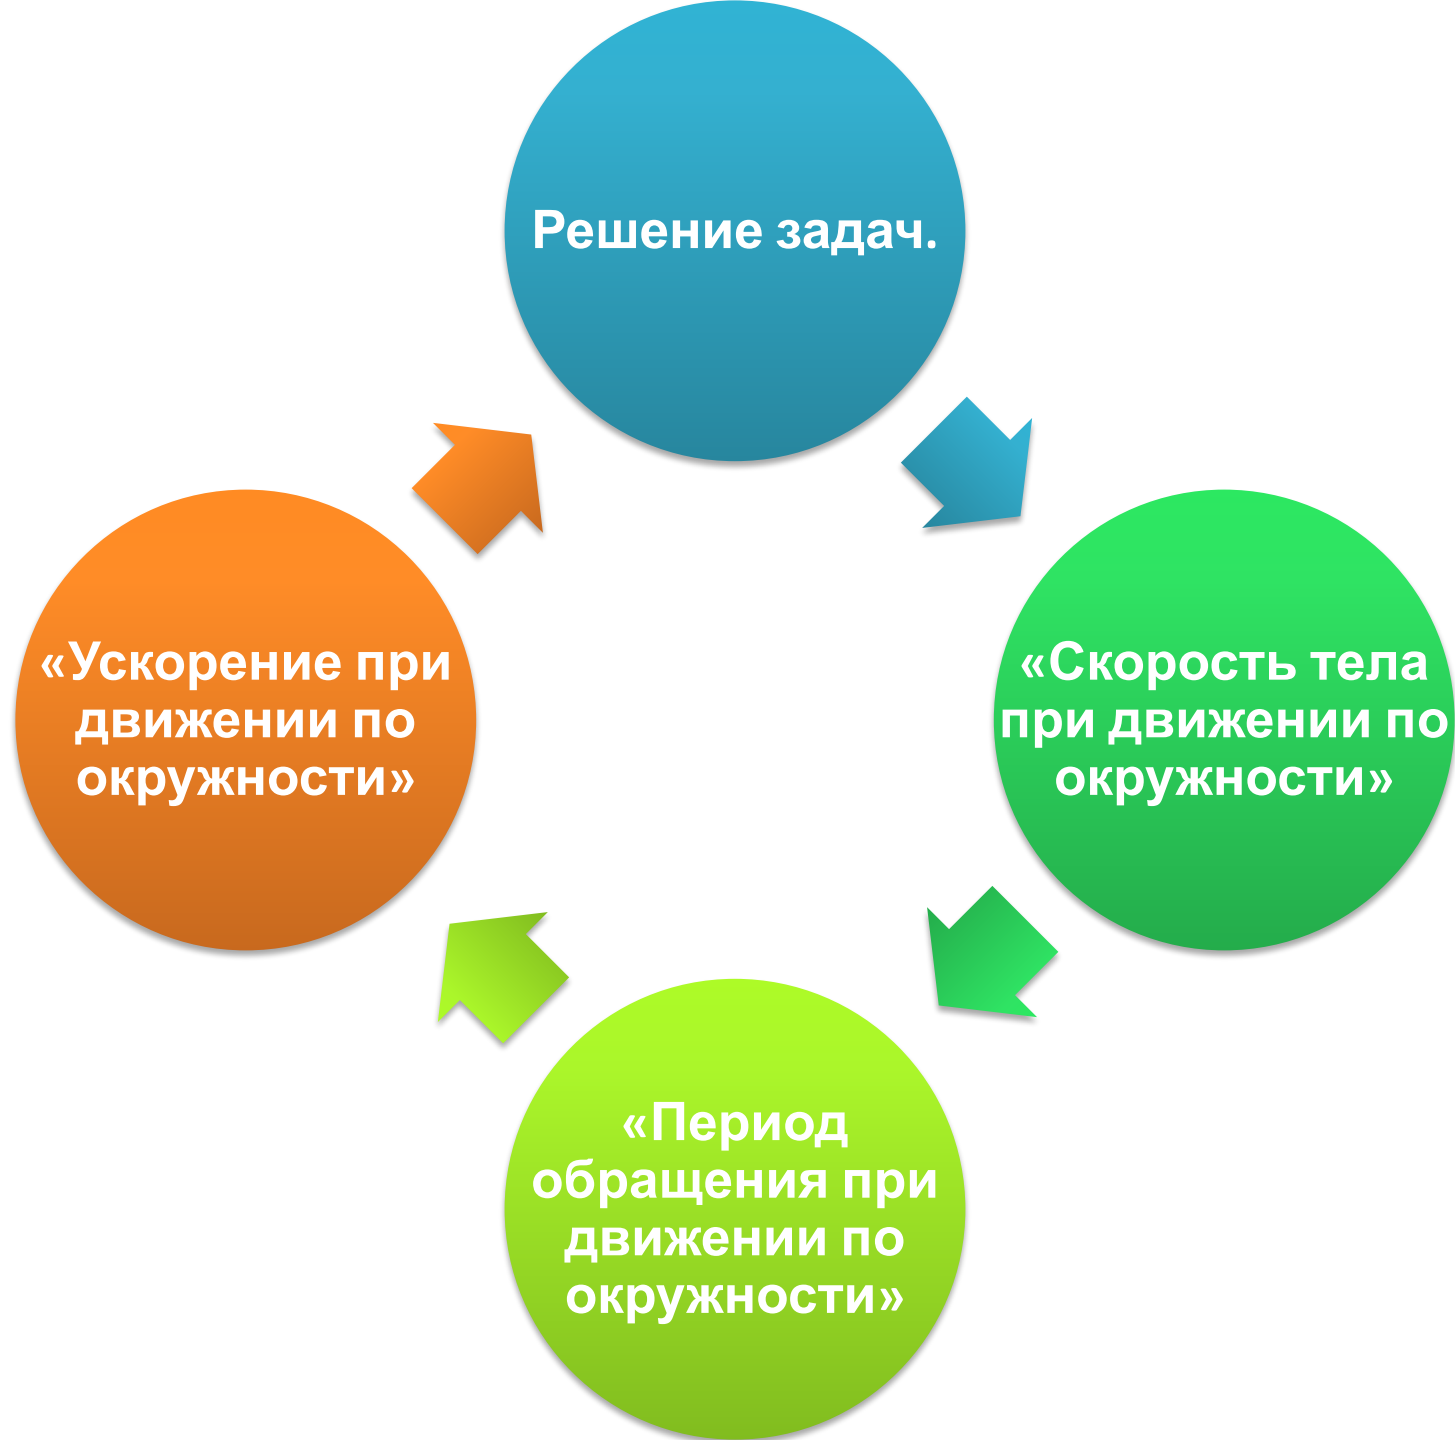 Решение задач.
«Скорость тела
при движении по
окружности»
«Период
обращения при
движении по
окружности»
«Ускорение при
движении по
окружности»